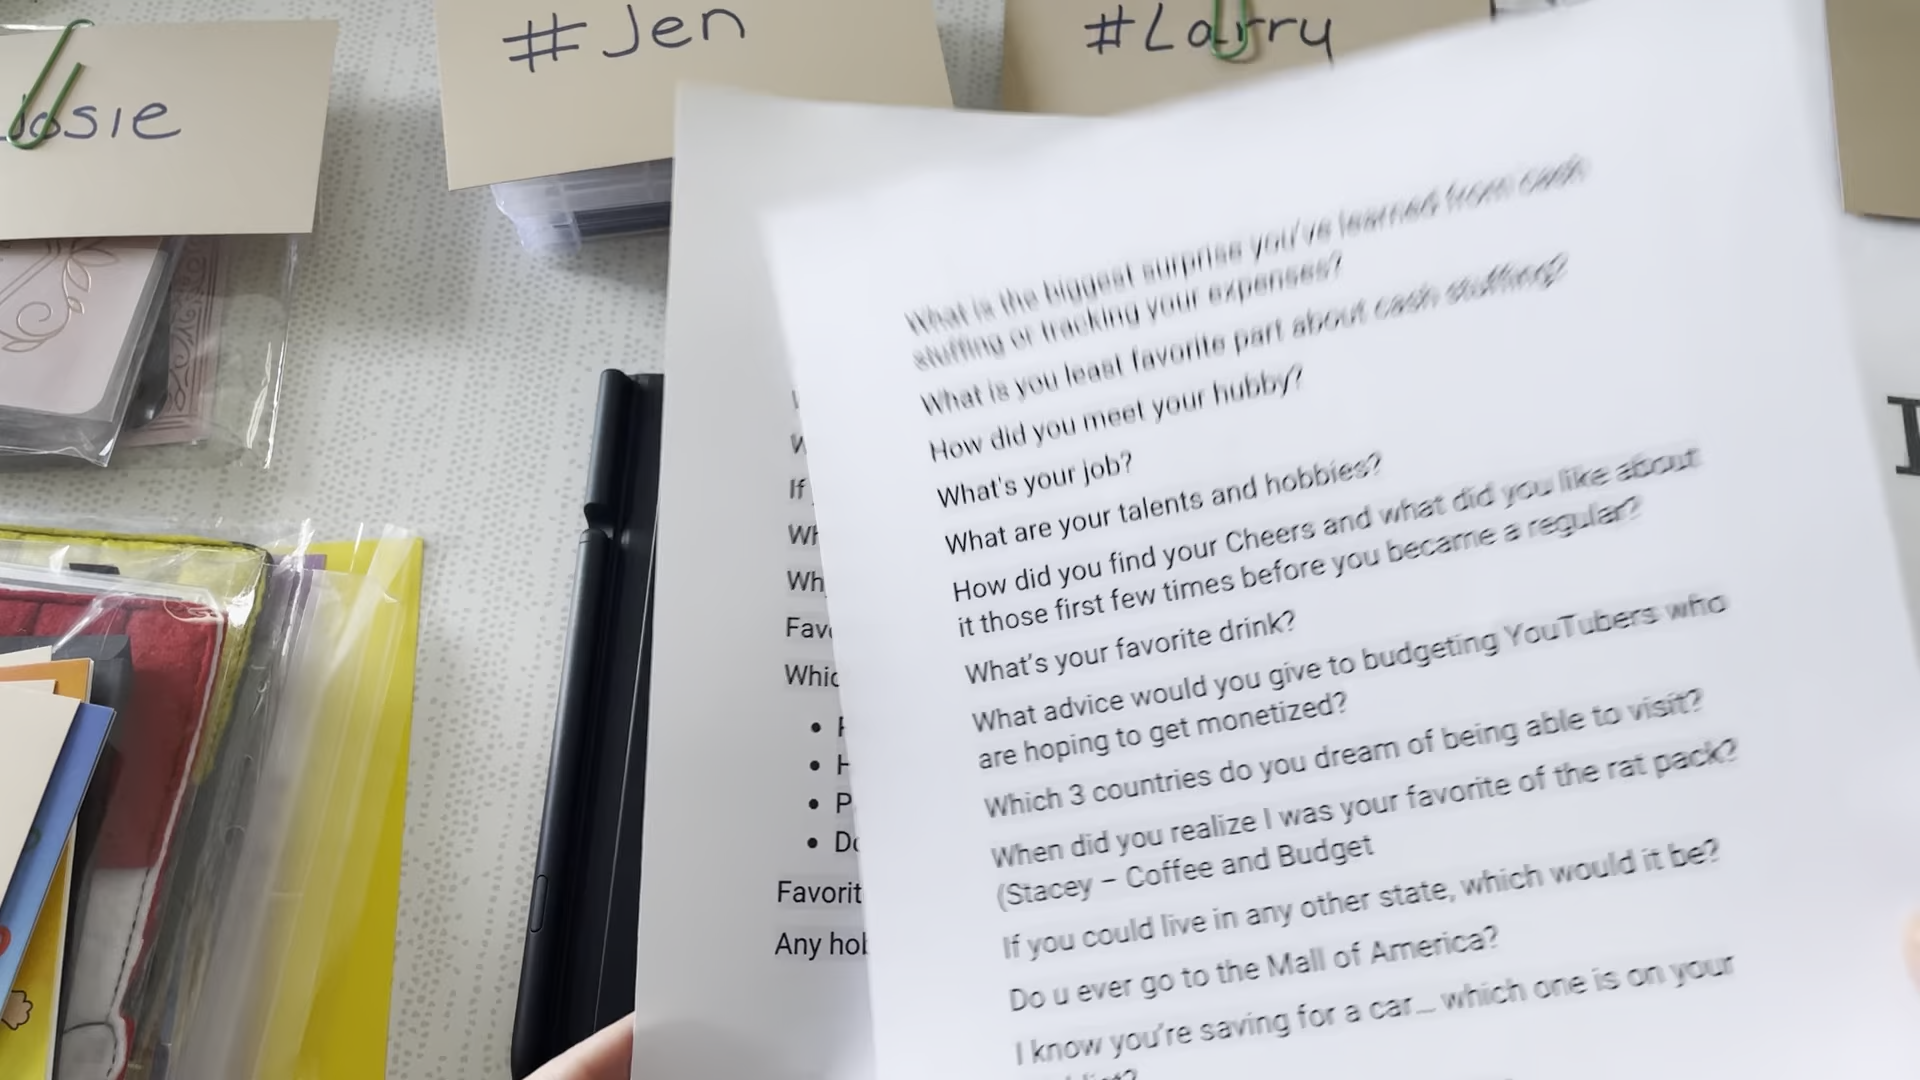 Josie
#Jen
#Larry
What is the biggest surprise you've learned from cash
stuffing or tracking your expenses?
What is you least favorite part about cash stuffing?
How did you meet your hubby?
What's your job?
What are your talents and hobbies?
How did you find your Cheers and what did you like about
it those first few times before you became a regular?
What's your favorite drink?
What advice would you give to budgeting YouTubers who
are hoping to get monetized?
Which 3 countries do you dream of being able to visit?
When did you realize I was your favorite of the rat pack?
(Stacey – Coffee and Budget
If you could live in any other state, which would it be?
Do u ever go to the Mall of America?
I know you're saving for a car... which one is on your
If
Any